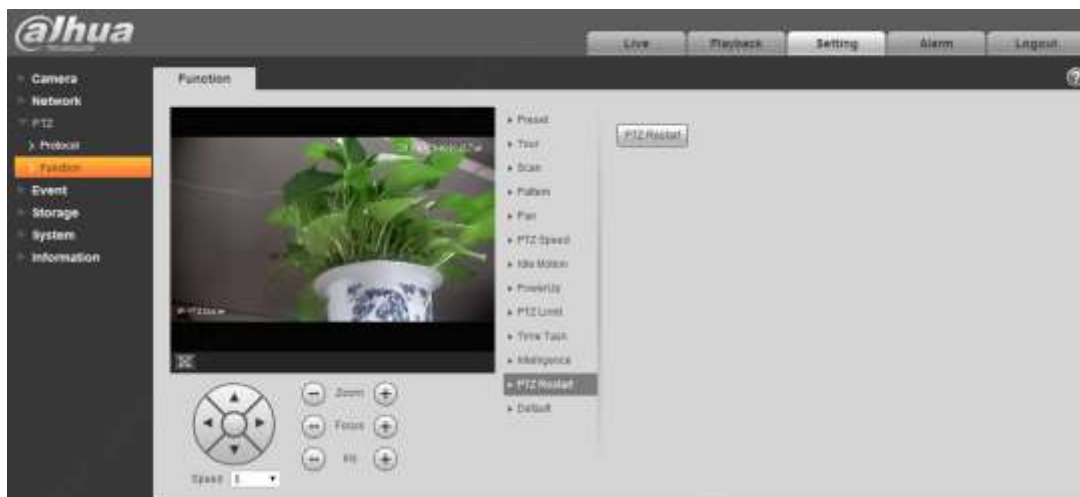 alhua
TECHNOLOGY
Live
Playback
Setting
Alarm
Logout
Camera
Network
PTZ
Protocol
Function
Event
Storage
System
Information
Function
Preset
Tour
Scan
Pattern
Pan
PTZ Speed
Idle Motion
PowerUp
PTZ Limit
Time Task
Intelligence
PTZ Restart
Default
PTZ Restart
Zoom
Focus
Iris
Speed 5